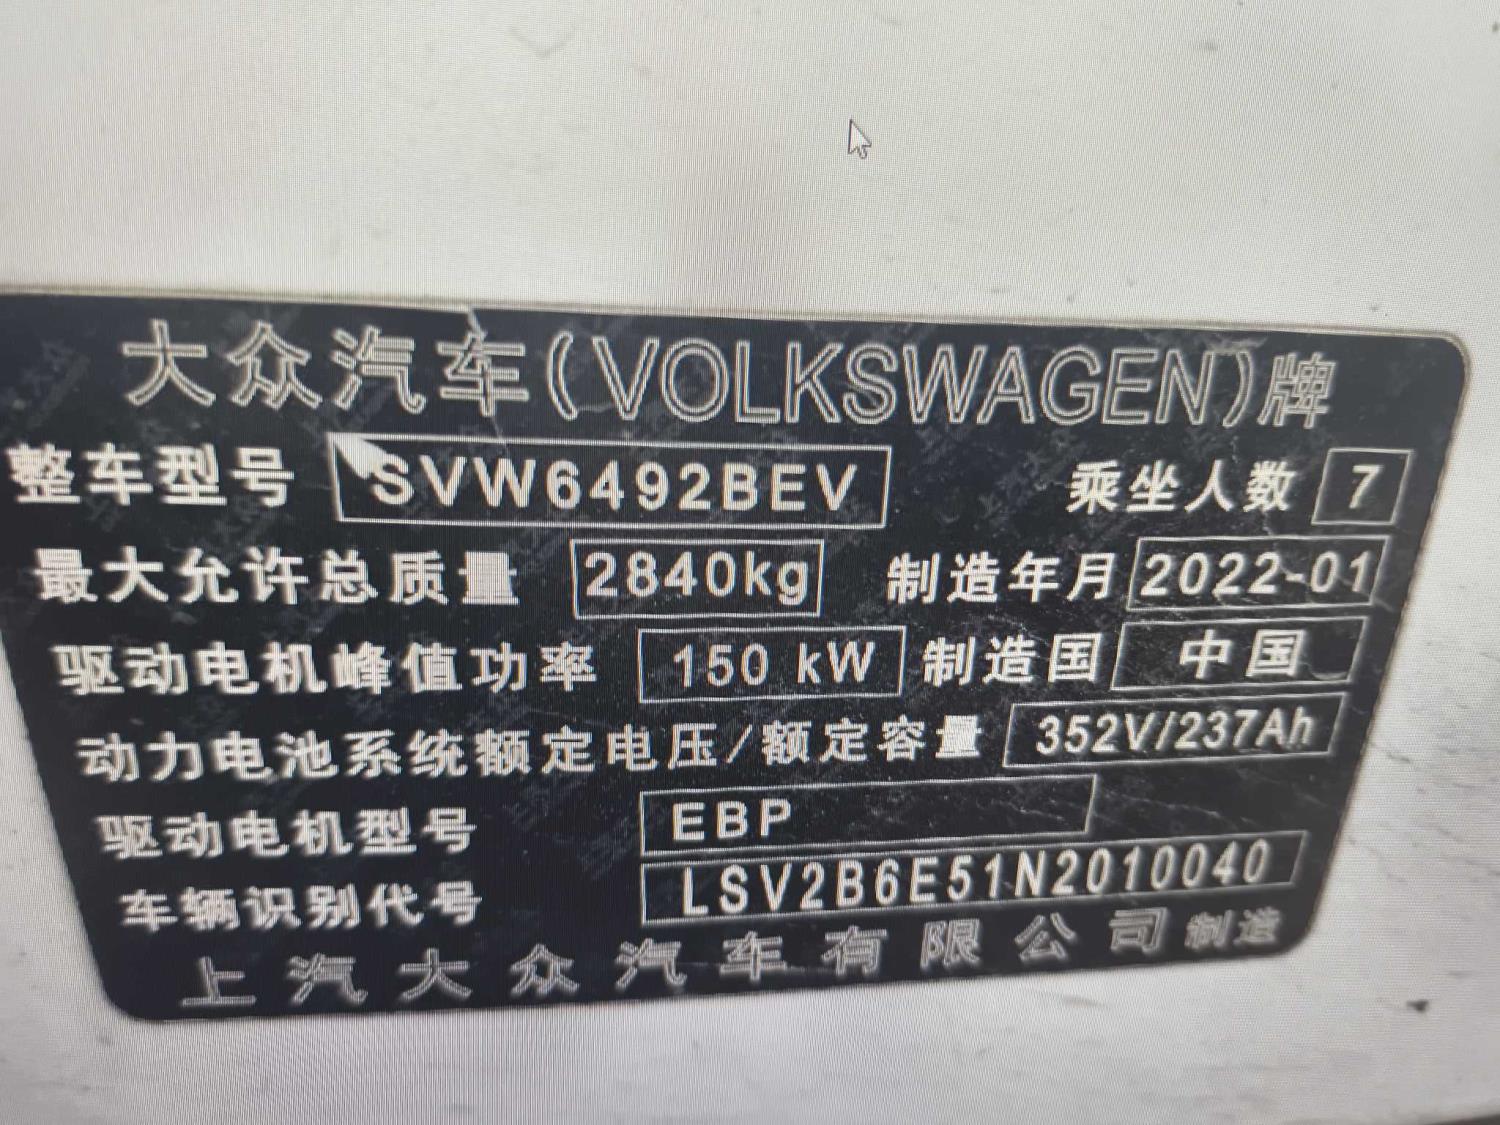 大众汽车(VOLKSWAGEN)牌
整车型号 SVW6492BEV 乘坐人数 7
最大允许总质量 2840kg 制造年月 2022-01
驱动电机峰值功率 150 kW 制造国 中国
动力电池系统额定电压/额定容量 352V/237Ah
驱动电机型号 EBP
车辆识别代号 LSV2B6E51N2010040
上汽大众汽车有限公司制造